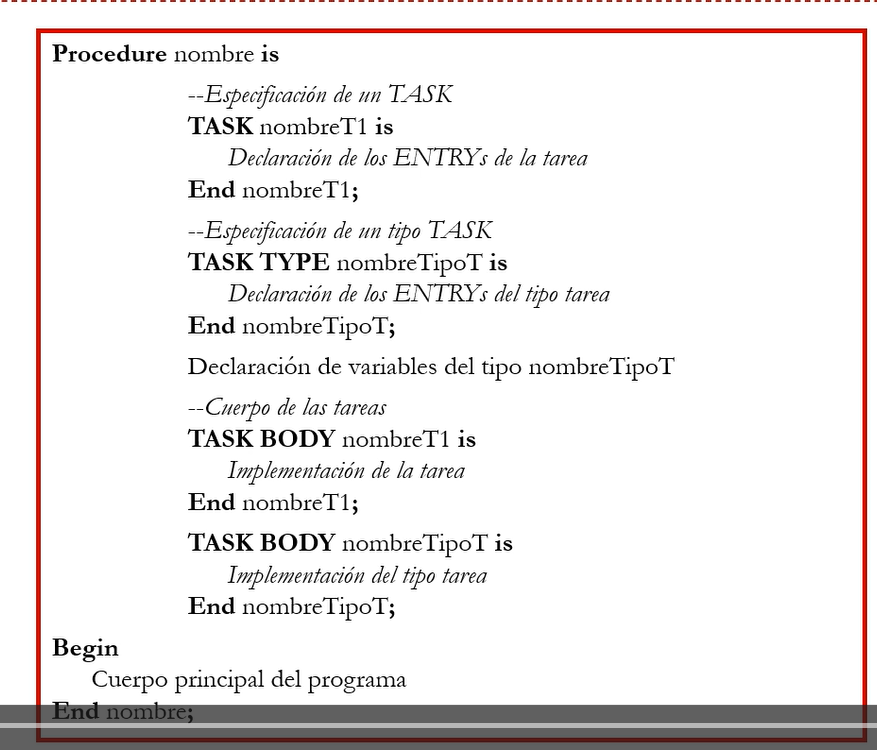 Procedure nombre is
--Especificación de un TASK
TASK nombreT1 is
Declaración de los ENTRYs de la tarea
End nombreT1;
--Especificación de un tipo TASK
TASK TYPE nombreTipoT is
Declaración de los ENTRYs del tipo tarea
End nombreTipoT;
Declaración de variables del tipo nombreTipoT
--Cuerpo de las tareas
TASK BODY nombreT1 is
Implementación de la tarea
End nombreT1;
TASK BODY nombreTipoT is
Implementación del tipo tarea
End nombreTipoT;
Begin
Cuerpo principal del programa
End nombre;